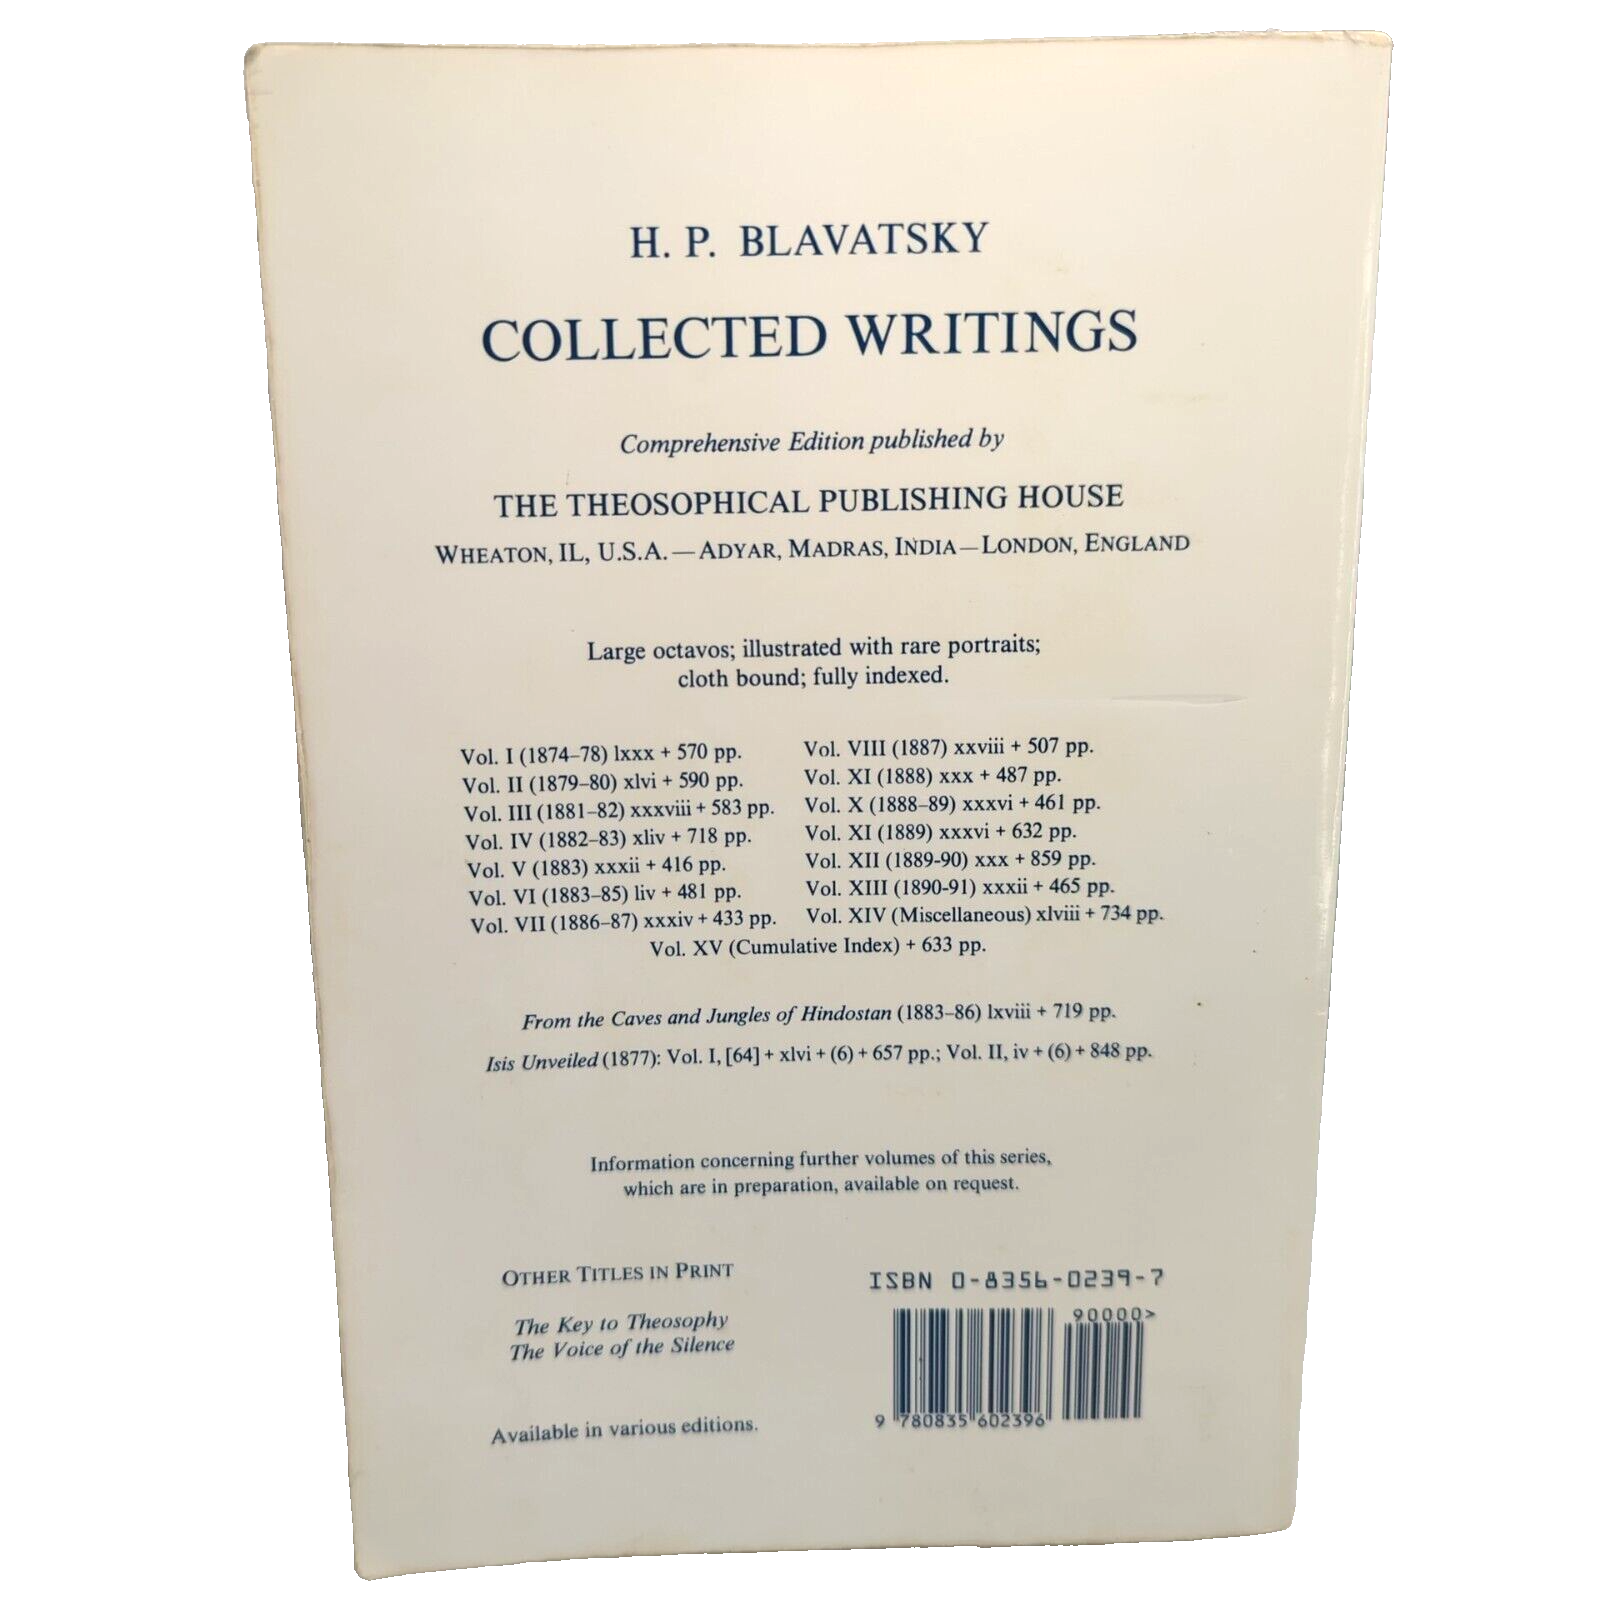 H. P. BLAVATSKY
COLLECTED WRITINGS
Comprehensive Edition published by
THE THEOSOPHICAL PUBLISHING HOUSE
WHEATON, IL, U.S.A.—ADYAR, MADRAS, INDIA—LONDON, ENGLAND
Large octavos; illustrated with rare portraits;
cloth bound; fully indexed.
Vol. I (1874–78) lxxx + 570 pp.
Vol. II (1879–80) xlvi + 590 pp.
Vol. III (1881–82) xxxviii + 583 pp.
Vol. IV (1882–83) xliv + 718 pp.
Vol. V (1883) xxxii + 416 pp.
Vol. VI (1883–85) liv + 481 pp.
Vol. VII (1886–87) xxxiv + 433 pp.
Vol. VIII (1887) xxviii + 507 pp.
Vol. XI (1888) xxx + 487 pp.
Vol. X (1888–89) xxxvi + 461 pp.
Vol. XI (1889) xxxvi + 632 pp.
Vol. XII (1889-90) xxx + 859 pp.
Vol. XIII (1890-91) xxxii + 465 pp.
Vol. XIV (Miscellaneous) xlviii + 734 pp.
Vol. XV (Cumulative Index) + 633 pp.
From the Caves and Jungles of Hindostan (1883–86) lxviii + 719 pp.
Isis Unveiled (1877): Vol. I, [64] + xlvi + (6) + 657 pp.; Vol. II, iv + (6) + 848 pp.
Information concerning further volumes of this series,
which are in preparation, available on request.
OTHER TITLES IN PRINT
The Key to Theosophy
The Voice of the Silence
Available in various editions.
ISBN 0-8356-0239-7
90000>
9 780835 602396